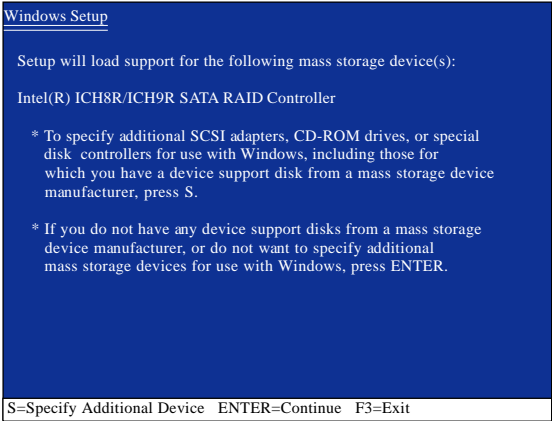 Windows Setup
Setup will load support for the following mass storage device(s):
Intel(R) ICH8R/ICH9R SATA RAID Controller
* To specify additional SCSI adapters, CD-ROM drives, or special
disk controllers for use with Windows, including those for
which you have a device support disk from a mass storage device
manufacturer, press S.
* If you do not have any device support disks from a mass storage
device manufacturer, or do not want to specify additional
mass storage devices for use with Windows, press ENTER.
S=Specify Additional Device ENTER=Continue F3=Exit